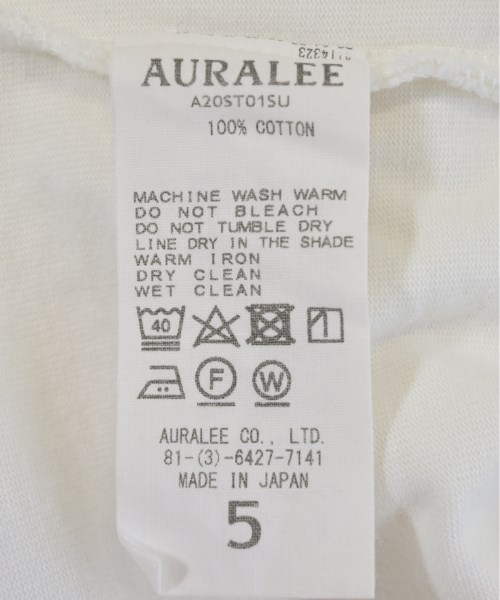 AURALEE
A20ST01SU
100% COTTON
MACHINE WASH WARM
DO NOT BLEACH
DO NOT TUMBLE DRY
LINE DRY IN THE SHADE
WARM IRON
DRY CLEAN
WET CLEAN
40
F W
AURALEE CO., LTD.
81-(3)-6427-7141
MADE IN JAPAN
5